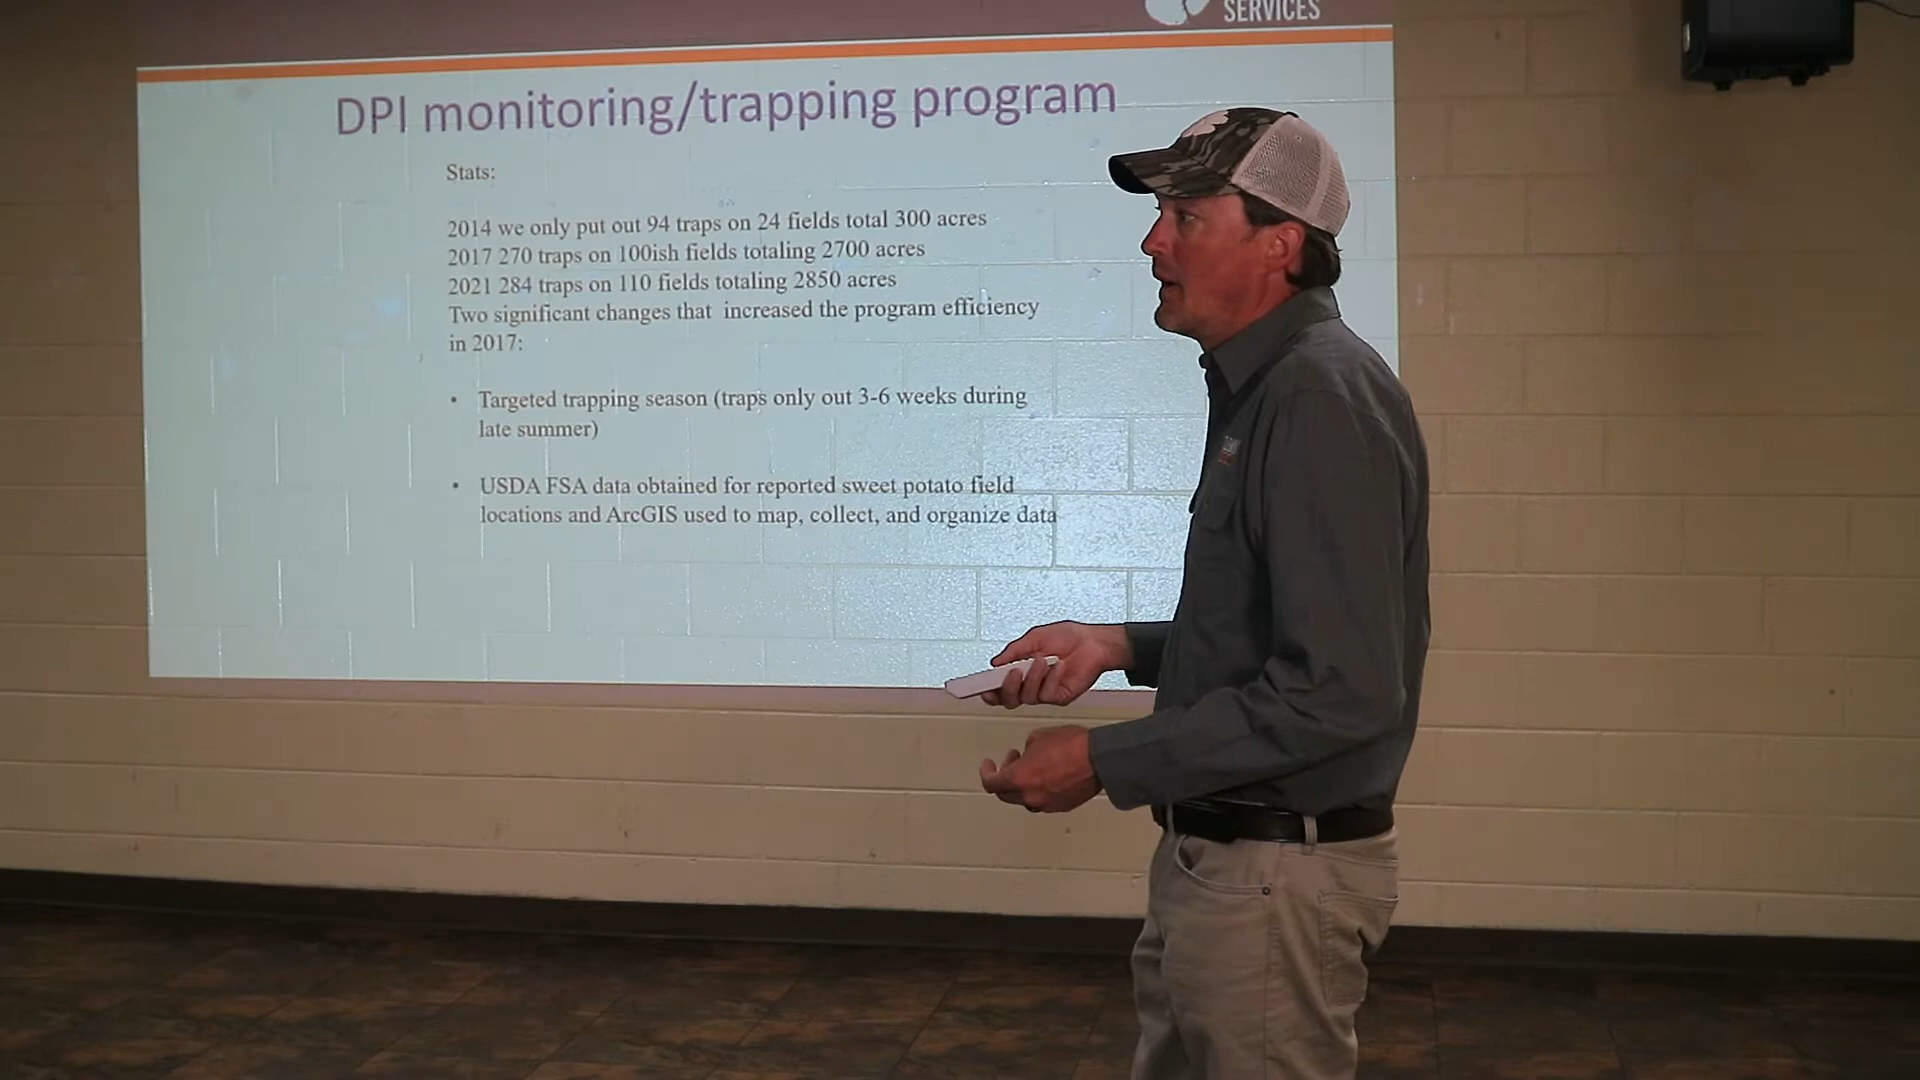 SERVICES
DPI monitoring/trapping program
Stats:
2014 we only put out 94 traps on 24 fields total 300 acres
2017 270 traps on 100ish fields totaling 2700 acres
2021 284 traps on 110 fields totaling 2850 acres
Two significant changes that increased the program efficiency
in 2017:
• Targeted trapping season (traps only out 3-6 weeks during
late summer)
• USDA FSA data obtained for reported sweet potato field
locations and ArcGIS used to map, collect, and organize data